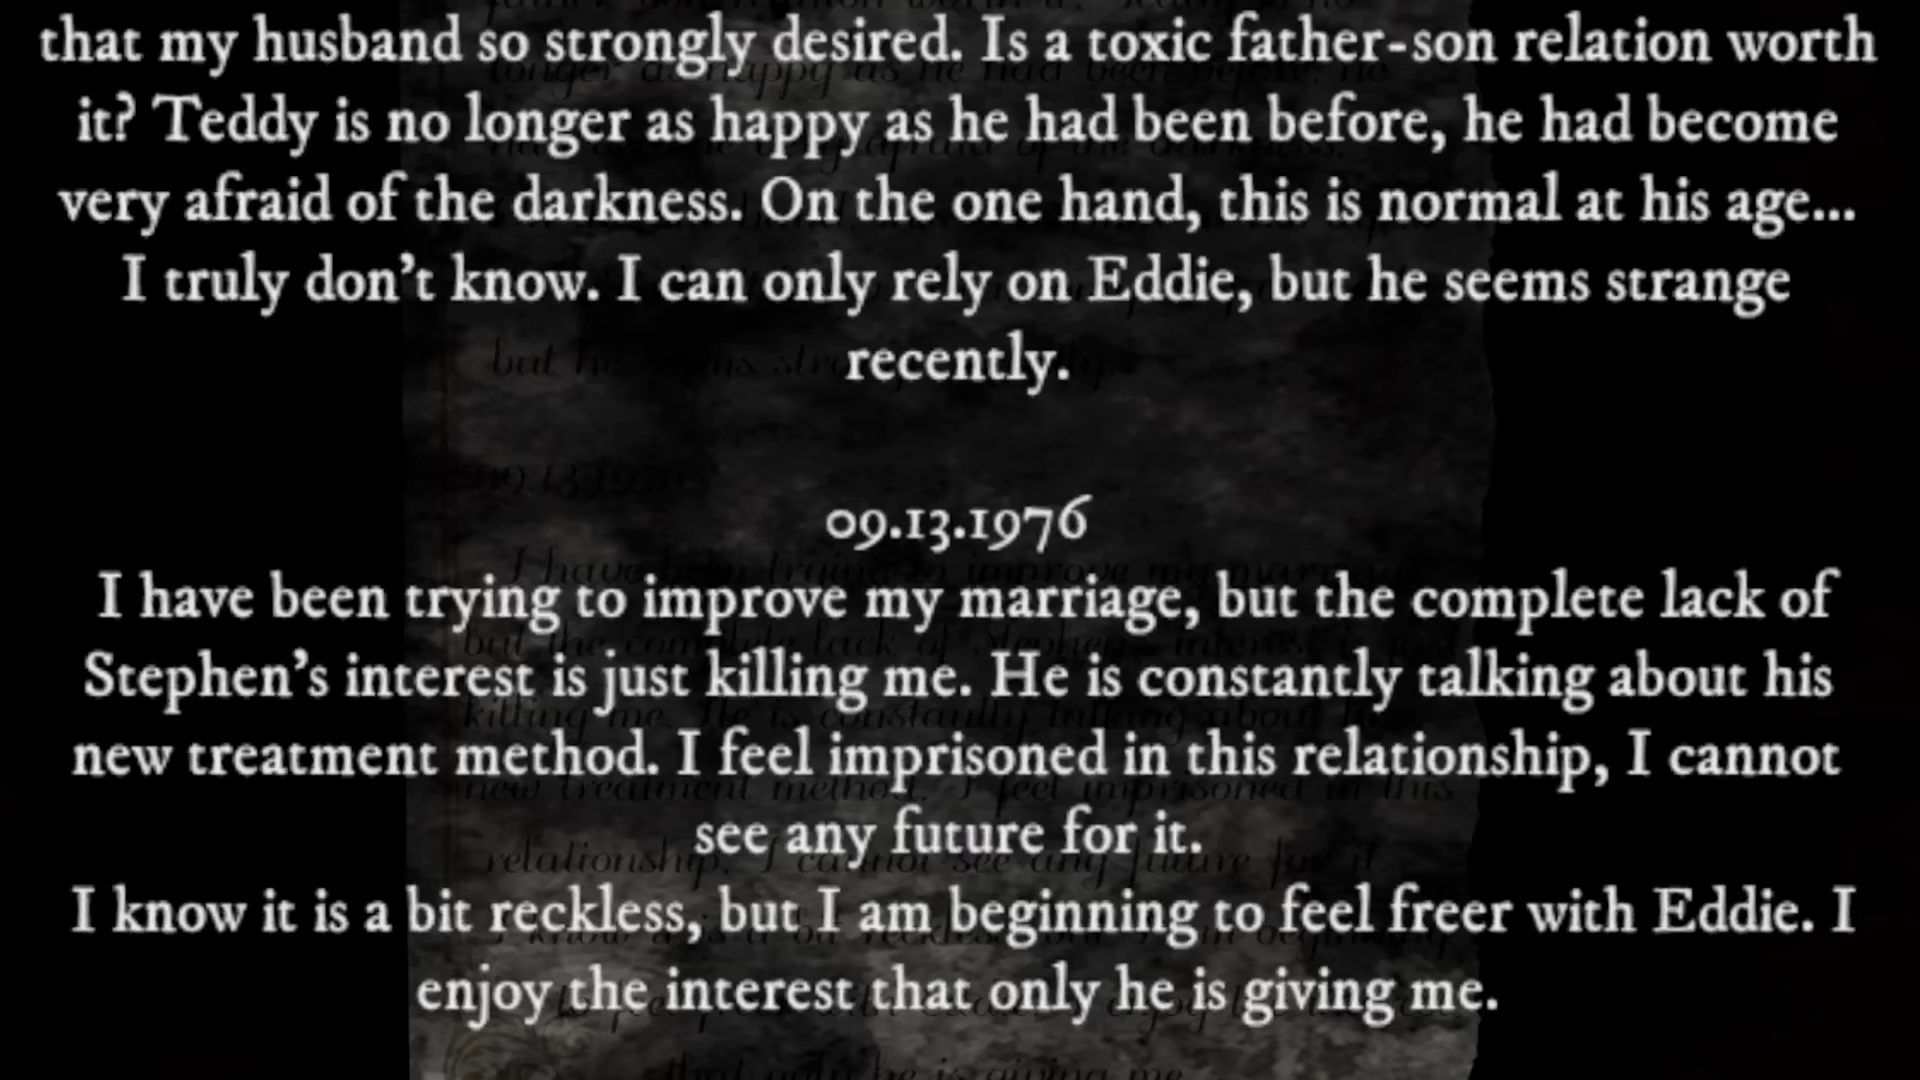 that my husband so strongly desired. Is a toxic father-son relation worth
it? Teddy is no longer as happy as he had been before, he had become
very afraid of the darkness. On the one hand, this is normal at his age...
I truly don't know. I can only rely on Eddie, but he seems strange
recently.
09.13.1976
I have been trying to improve my marriage, but the complete lack of
Stephen's interest is just killing me. He is constantly talking about his
new treatment method. I feel imprisoned in this relationship, I cannot
see any future for it.
I know it is a bit reckless, but I am beginning to feel freer with Eddie. I
enjoy the interest that only he is giving me.